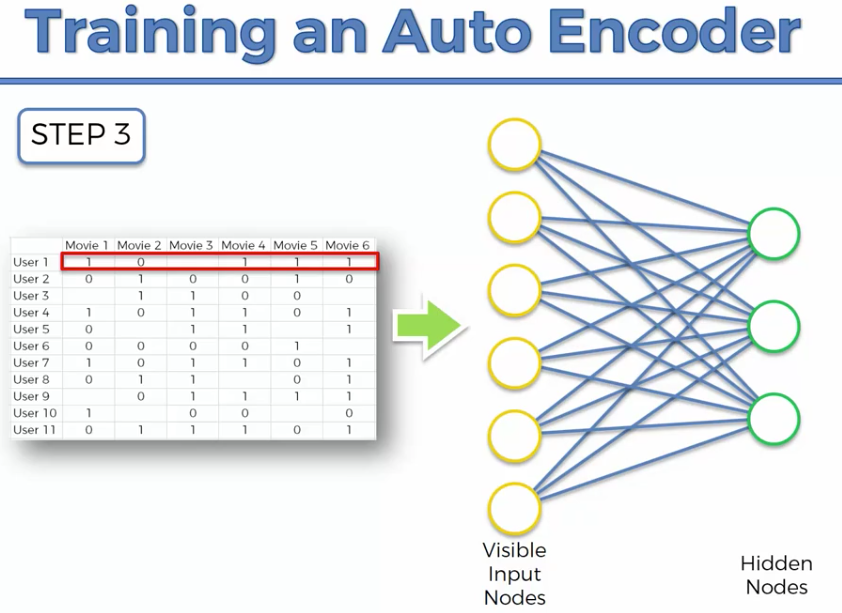 Training an Auto Encoder
STEP 3
Movie 1 Movie 2 Movie 3 Movie 4 Movie 5 Movie 6
User 1 1 0 1 1 1
User 2 0 1 0 0 1 0
User 3 1 1 0 0
User 4 1 0 1 1 0 1
User 5 0 1 1 1
User 6 0 0 0 0 1
User 7 1 0 1 1 0 1
User 8 0 1 1 0 1
User 9 0 1 1 1 1
User 10 1 0 0 0
User 11 0 1 1 1 0 1
Visible
Input
Nodes
Hidden
Nodes